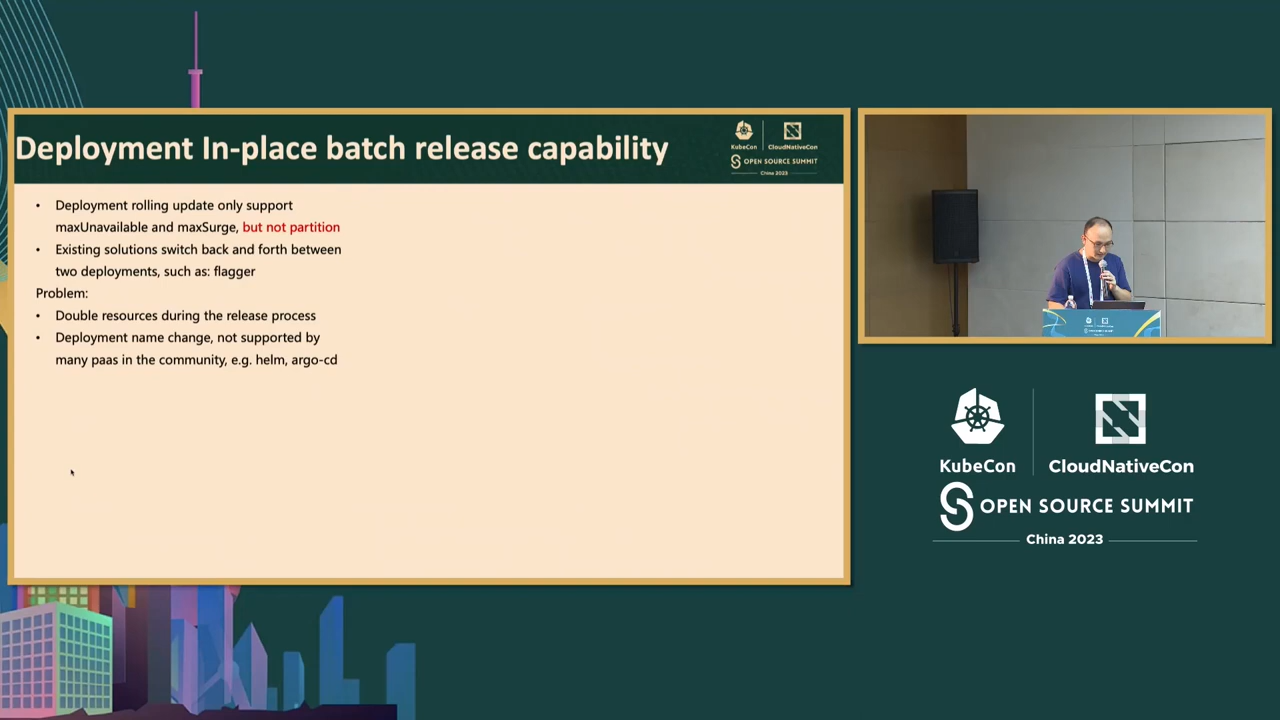 Deployment In-place batch release capability
KubeCon
CloudNativeCon
OPEN SOURCE SUMMIT
China 2023
• Deployment rolling update only support
maxUnavailable and maxSurge, but not partition
• Existing solutions switch back and forth between
two deployments, such as: flagger
Problem:
• Double resources during the release process
• Deployment name change, not supported by
many paas in the community, e.g. helm, argo-cd
KubeCon
CloudNativeCon
OPEN SOURCE SUMMIT
China 2023